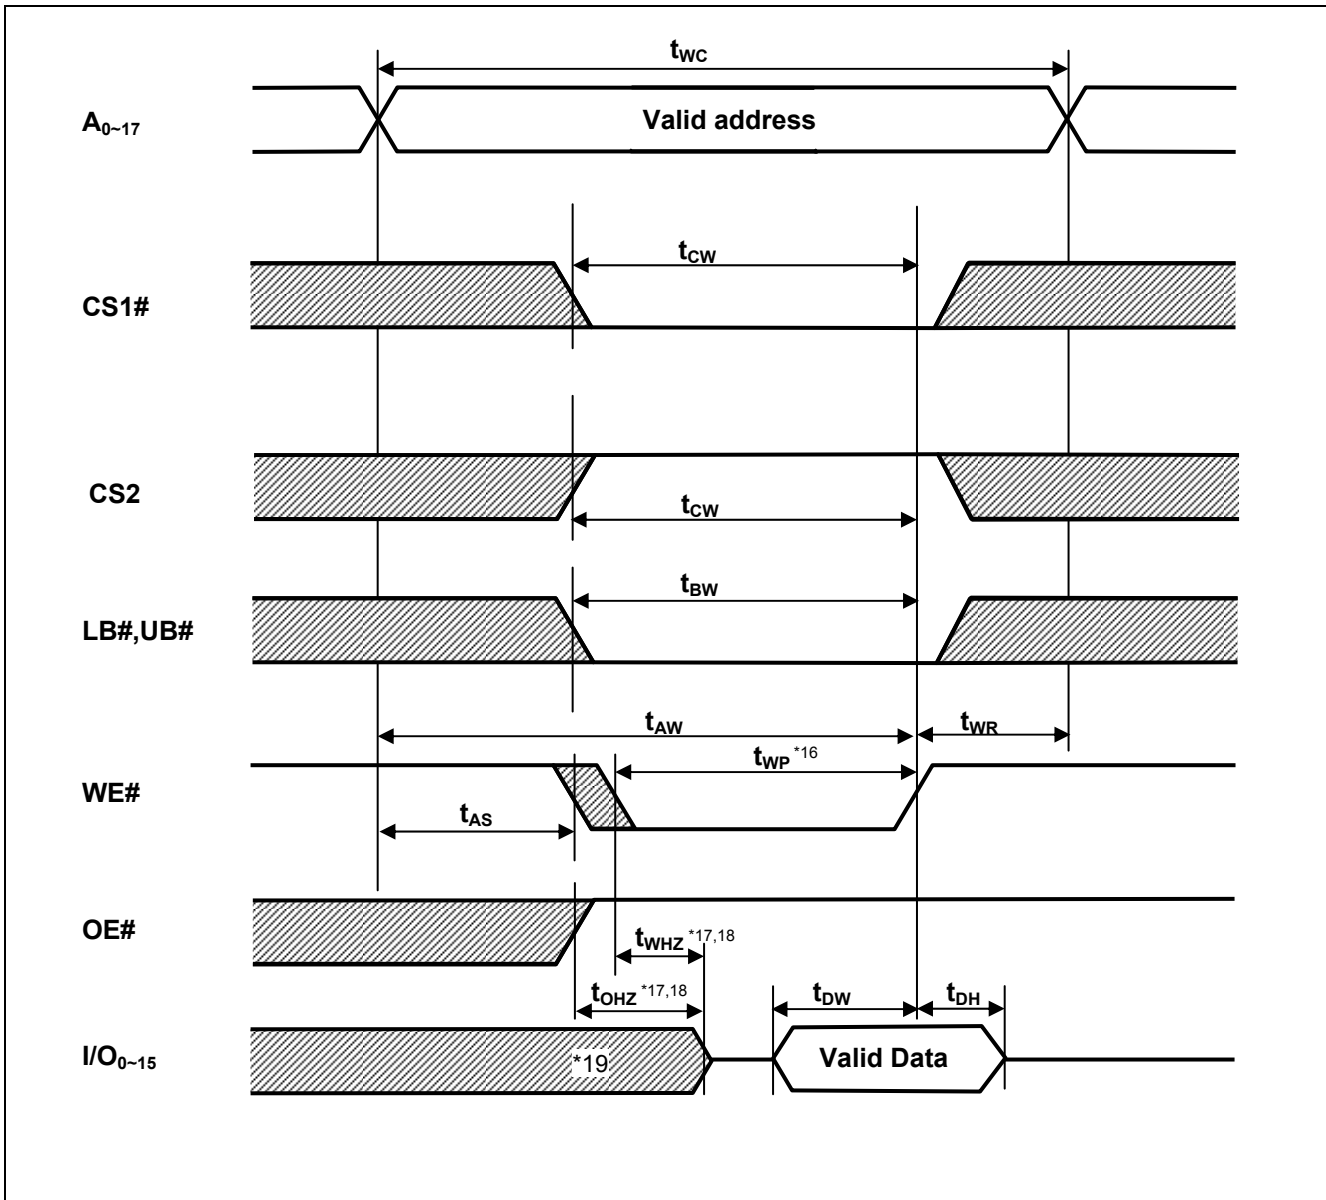 tWC
A0~17
Valid address
tCW
CS1#
CS2
tCW
tBW
LB#,UB#
tAW
tWR
tWP *16
WE#
tAS
OE#
tWHZ *17,18
tOHZ *17,18
tDW
tDH
I/O0~15
*19
Valid Data